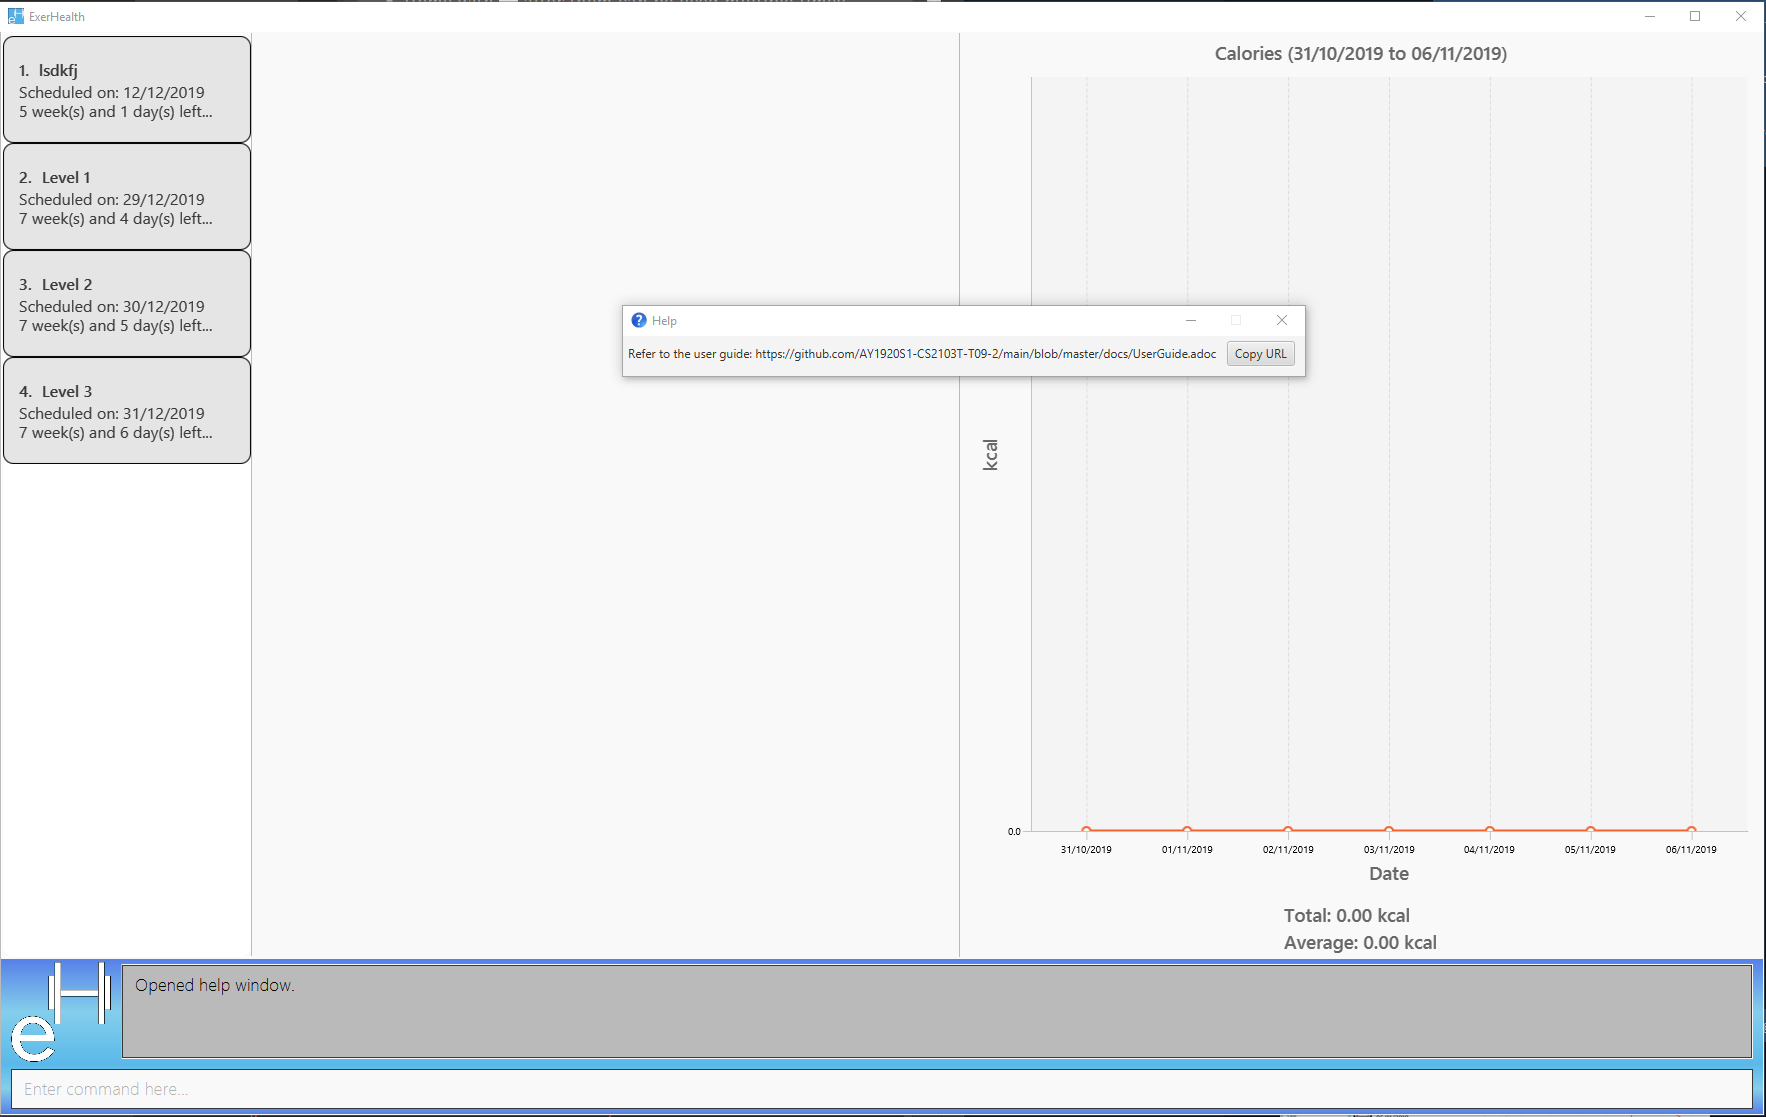 ExerHealth
1. lsdkfj
Scheduled on: 12/12/2019
5 week(s) and 1 day(s) left...
2. Level 1
Scheduled on: 29/12/2019
7 week(s) and 4 day(s) left...
3. Level 2
Scheduled on: 30/12/2019
7 week(s) and 5 day(s) left...
4. Level 3
Scheduled on: 31/12/2019
7 week(s) and 6 day(s) left...
Help
Refer to the user guide: https://github.com/AY1920S1-CS2103T-T09-2/main/blob/master/docs/UserGuide.adoc Copy URL
Calories (31/10/2019 to 06/11/2019)
kcal
0.0
31/10/2019 01/11/2019 02/11/2019 03/11/2019 04/11/2019 05/11/2019 06/11/2019
Date
Total: 0.00 kcal
Average: 0.00 kcal
eH
Opened help window.
Enter command here...